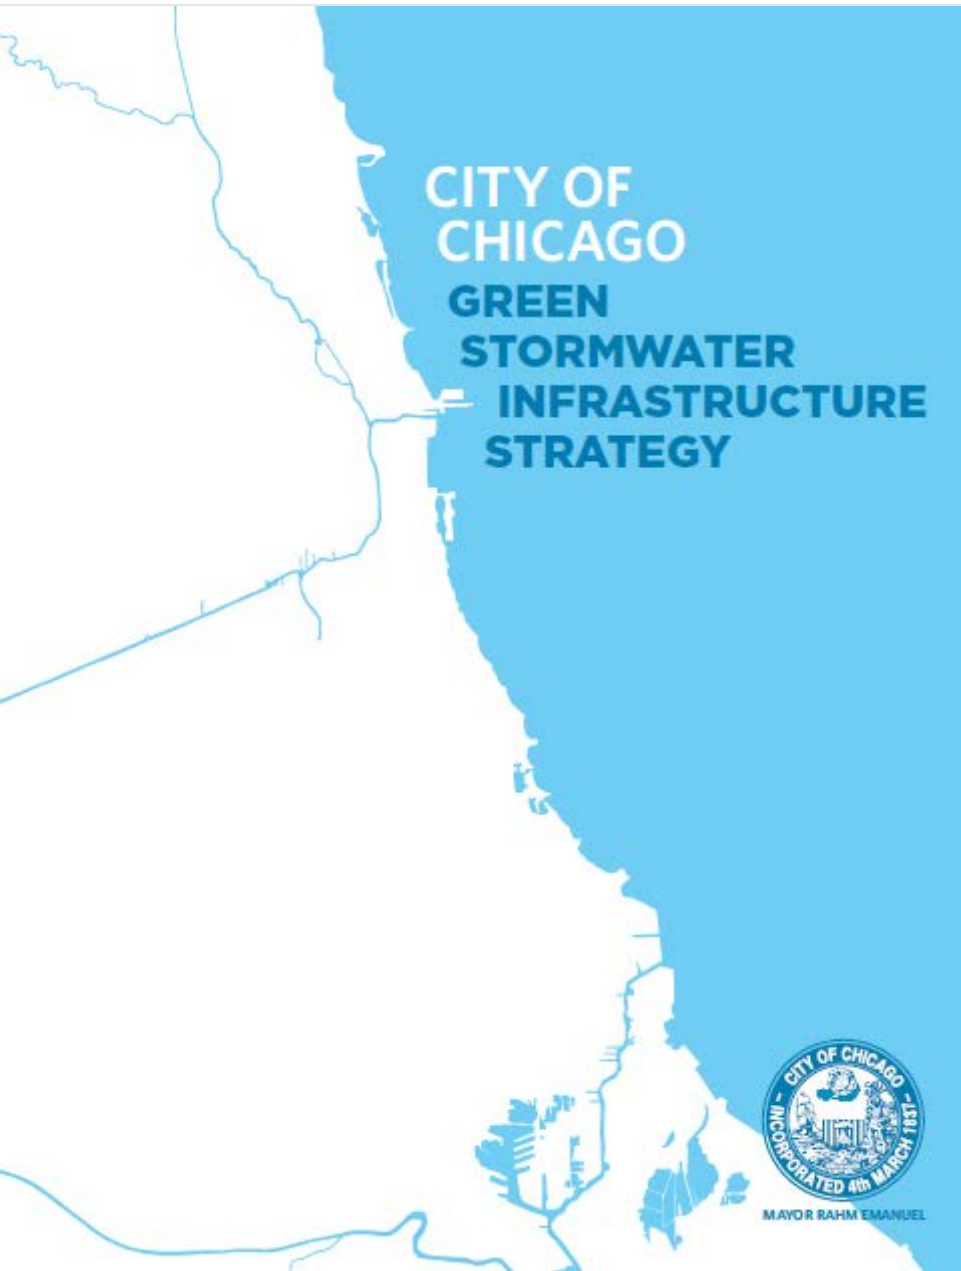 CITY OF
CHICAGO
GREEN
STORMWATER
INFRASTRUCTURE
STRATEGY
CITY OF CHICAGO
INCORPORATED 4th MARCH 1837
MAYOR RAHM EMANUEL